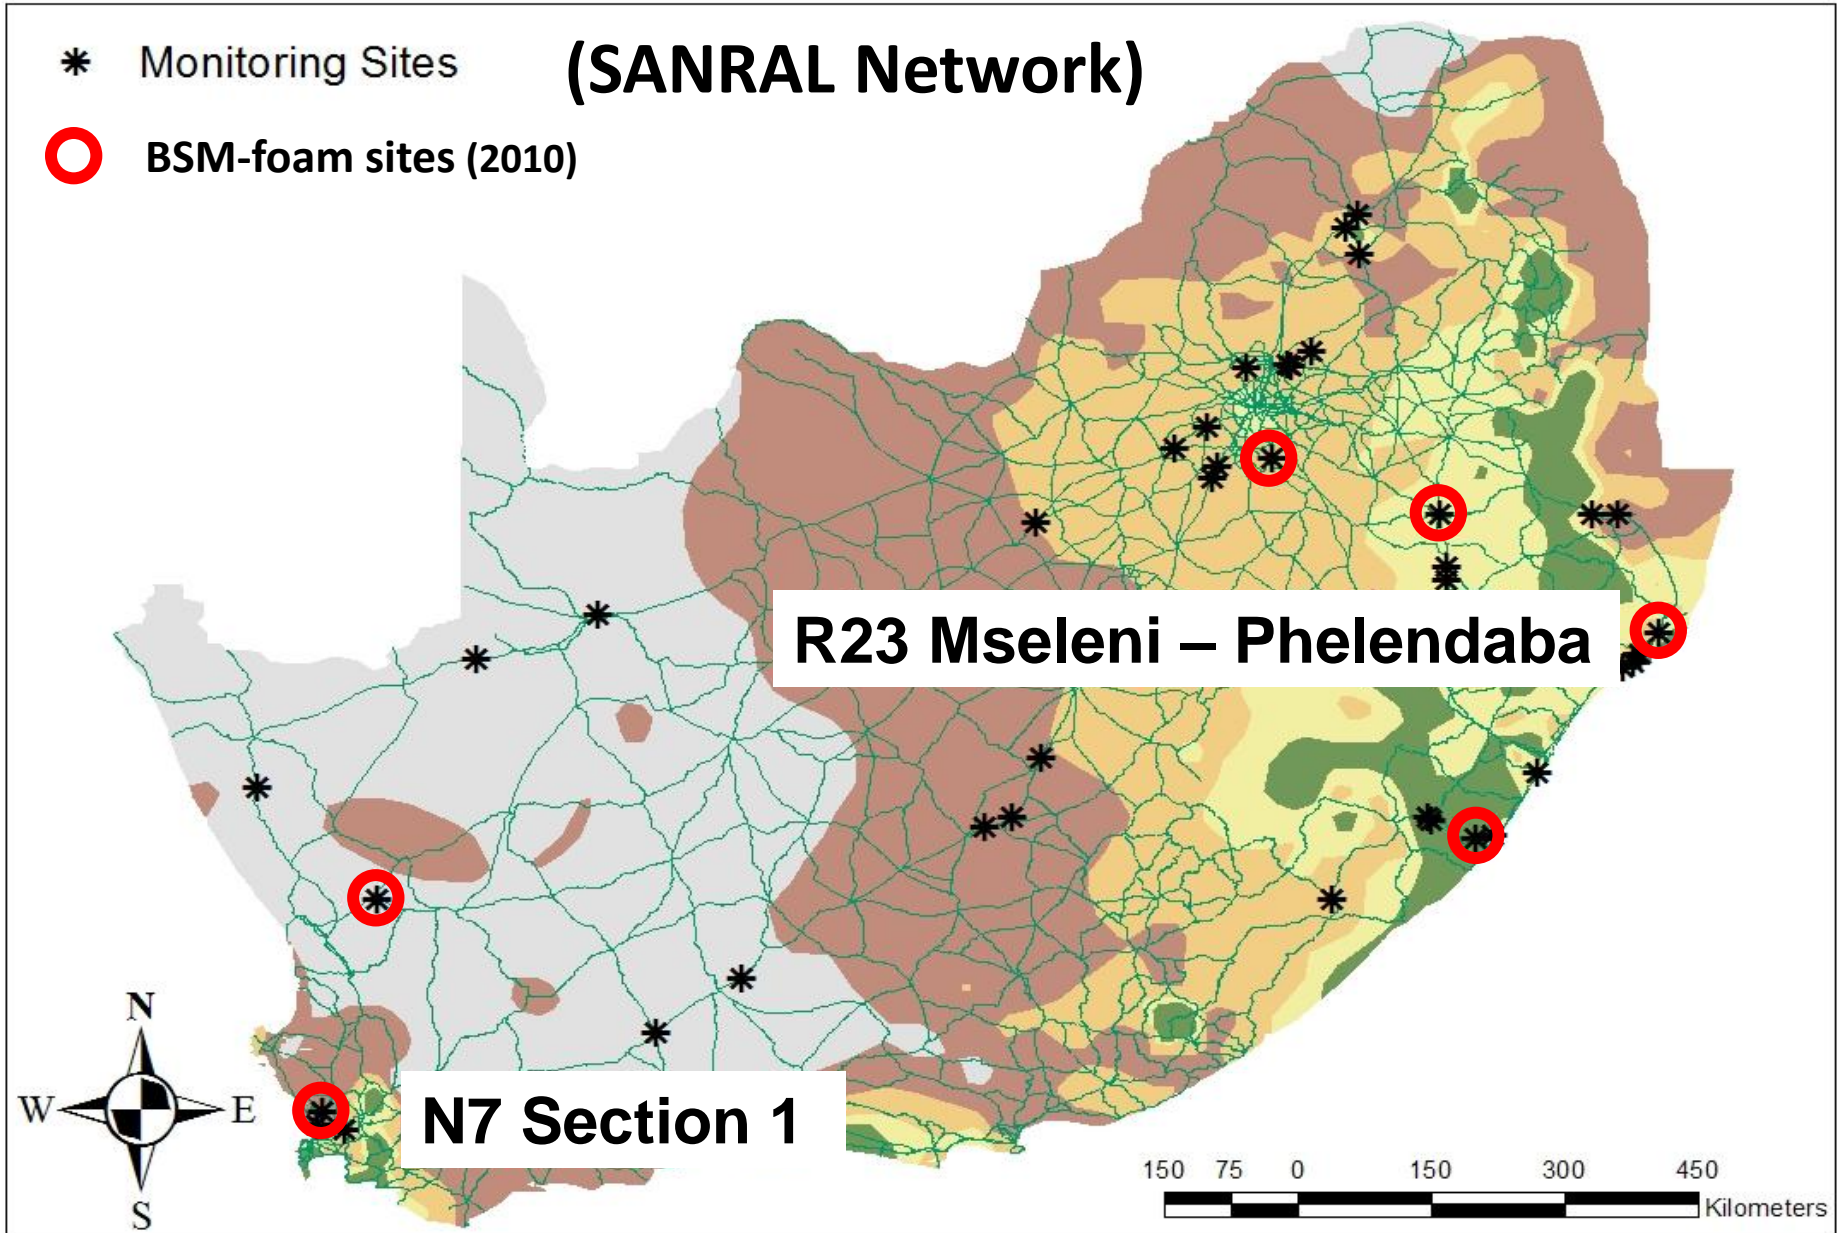 Monitoring Sites
(SANRAL Network)
BSM-foam sites (2010)
R23 Mseleni – Phelendaba
N7 Section 1
N
W E
S
150 75 0 150 300 450
Kilometers